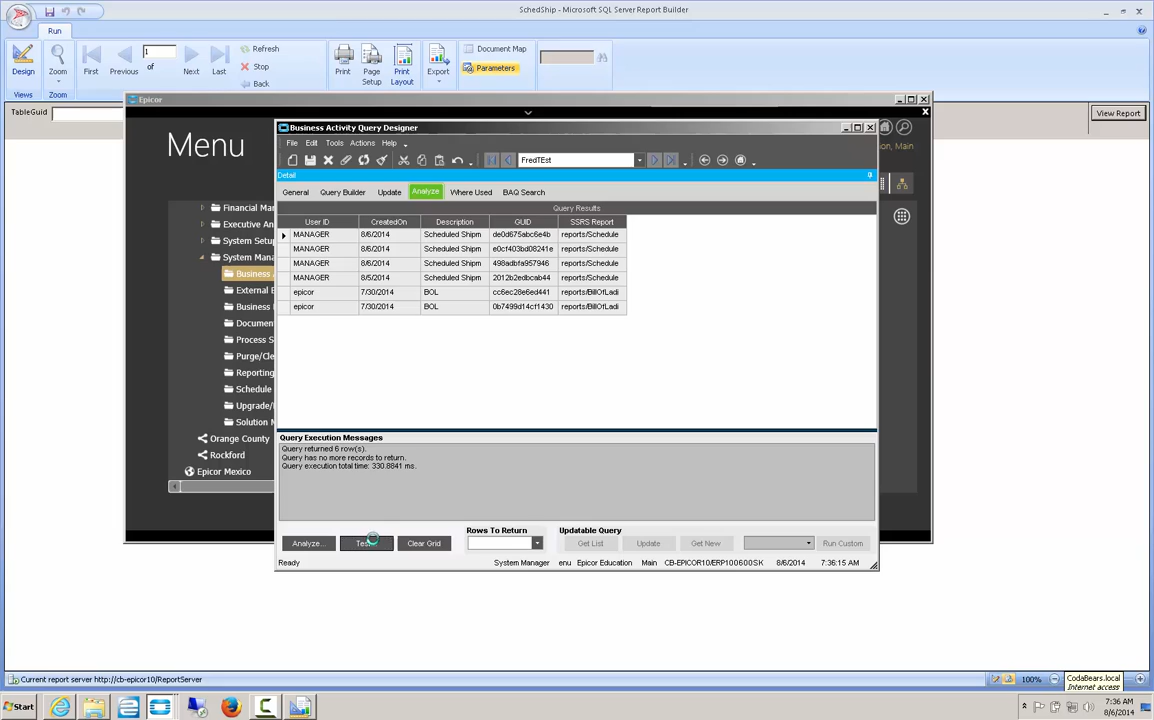 SchedShip - Microsoft SQL Server Report Builder
Run
Design
Zoom
First
Previous
1
of
Next
Last
Refresh
Stop
Back
Print
Page Setup
Print Layout
Export
Document Map
Parameters
Views
Zoom
TableGuid
View Report
Epicor
Menu
on, Main
Financial Ma
Executive An
System Setu
System Mana
Business
External E
Business
Document
Process S
Purge/Cle
Reporting
Schedule
Upgrade/
Solution M
Orange County
Rockford
Epicor Mexico
Business Activity Query Designer
File Edit Tools Actions Help
FredTEst
Detail
General Query Builder Update Analyze Where Used BAQ Search
Query Results
User ID CreatedOn Description GUID SSRS Report
MANAGER 8/6/2014 Scheduled Shipm de0d675abc6e4b reports/Schedule
MANAGER 8/6/2014 Scheduled Shipm e0cf403bd08241e reports/Schedule
MANAGER 8/6/2014 Scheduled Shipm 498adbfa957946 reports/Schedule
MANAGER 8/5/2014 Scheduled Shipm 2012b2edbcab44 reports/Schedule
epicor 7/30/2014 BOL cc6ec28e6ed441 reports/BillOfLadi
epicor 7/30/2014 BOL 0b7499d14cf1430 reports/BillOfLadi
Query Execution Messages
Query returned 6 row(s).
Query has no more records to return.
Query execution total time: 330.8841 ms.
Rows To Return
Updatable Query
Analyze... Tes Clear Grid Get List Update Get New Run Custom
Ready System Manager enu Epicor Education Main CB-EPICOR10/ERP100600SK 8/6/2014 7:36:15 AM
Current report server http://cb-epicor10/ReportServer
100%
CodaBears.local
Internet access
Start
7:36 AM
8/6/2014